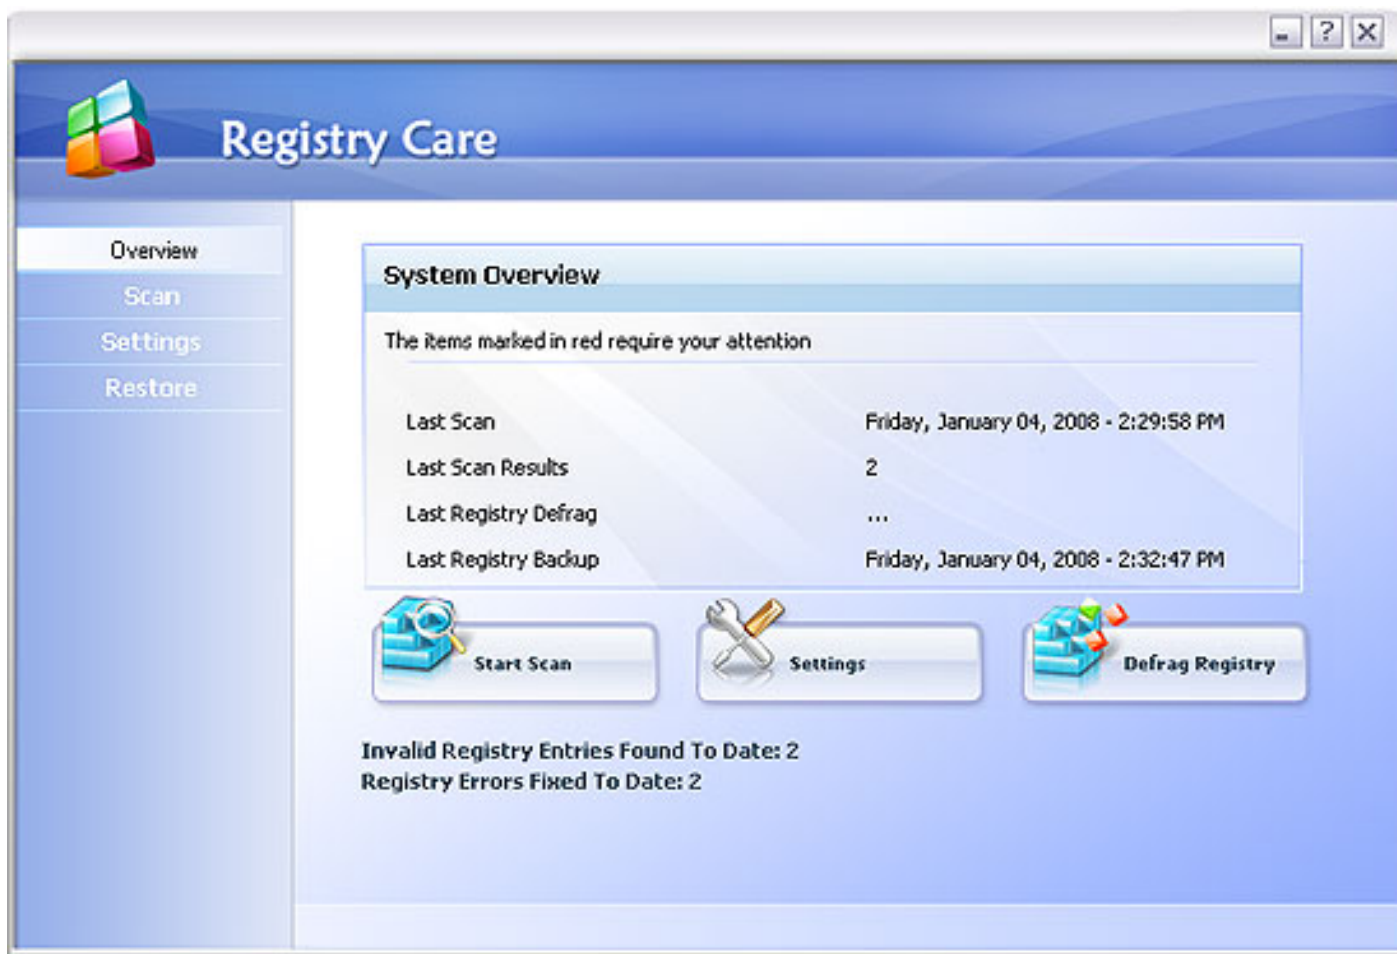 ?
Registry Care
Overview
Scan
Settings
Restore
System Overview
The items marked in red require your attention
Last Scan Friday, January 04, 2008 - 2:29:58 PM
Last Scan Results 2
Last Registry Defrag ...
Last Registry Backup Friday, January 04, 2008 - 2:32:47 PM
Start Scan Settings Defrag Registry
Invalid Registry Entries Found To Date: 2
Registry Errors Fixed To Date: 2